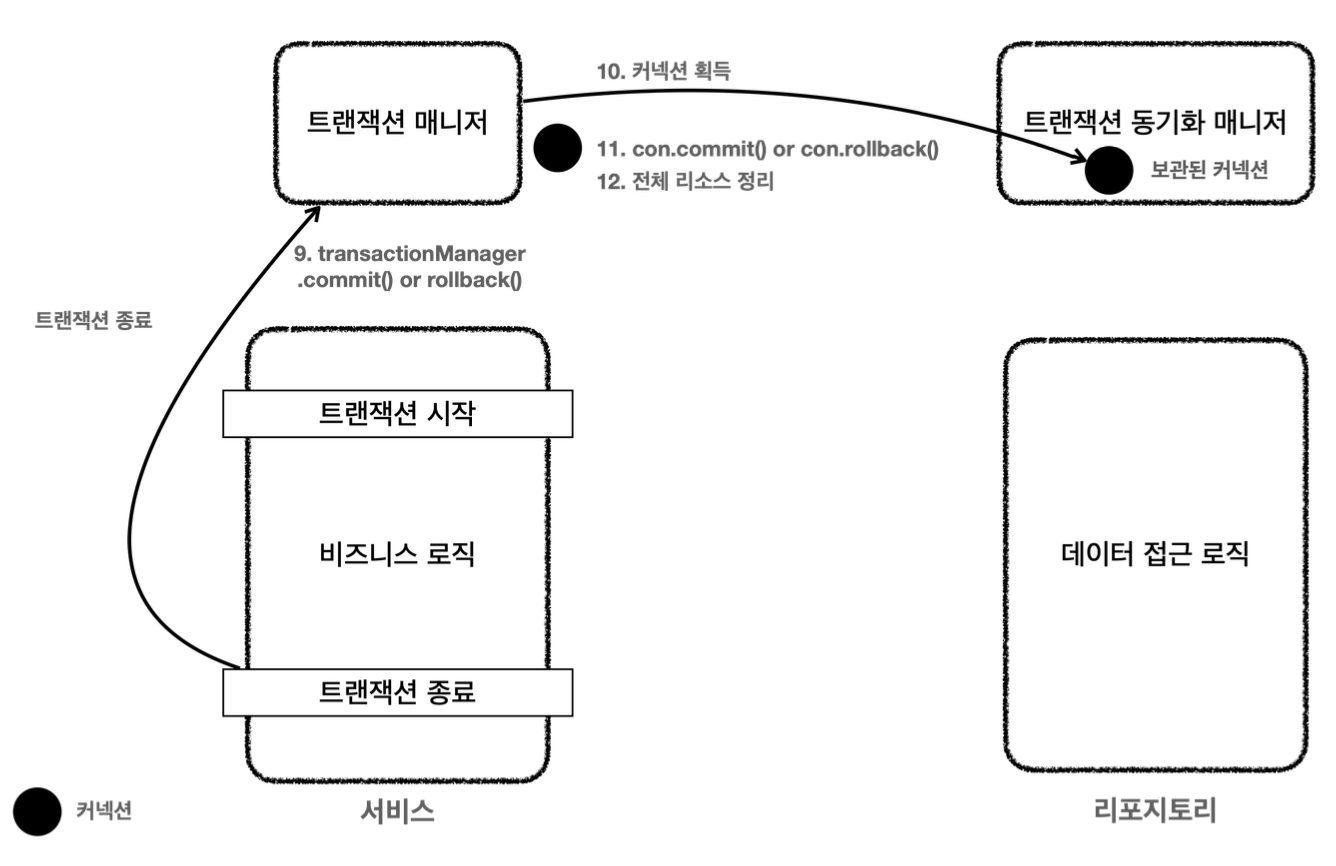 10. 커넥션 획득
트랜잭션 매니저
트랜잭션 동기화 매니저
11. con.commit() or con.rollback()
12. 전체 리소스 정리
보관된 커넥션
9. transactionManager
.commit() or rollback()
트랜잭션 종료
트랜잭션 시작
비즈니스 로직
데이터 접근 로직
트랜잭션 종료
커넥션
서비스
리포지토리